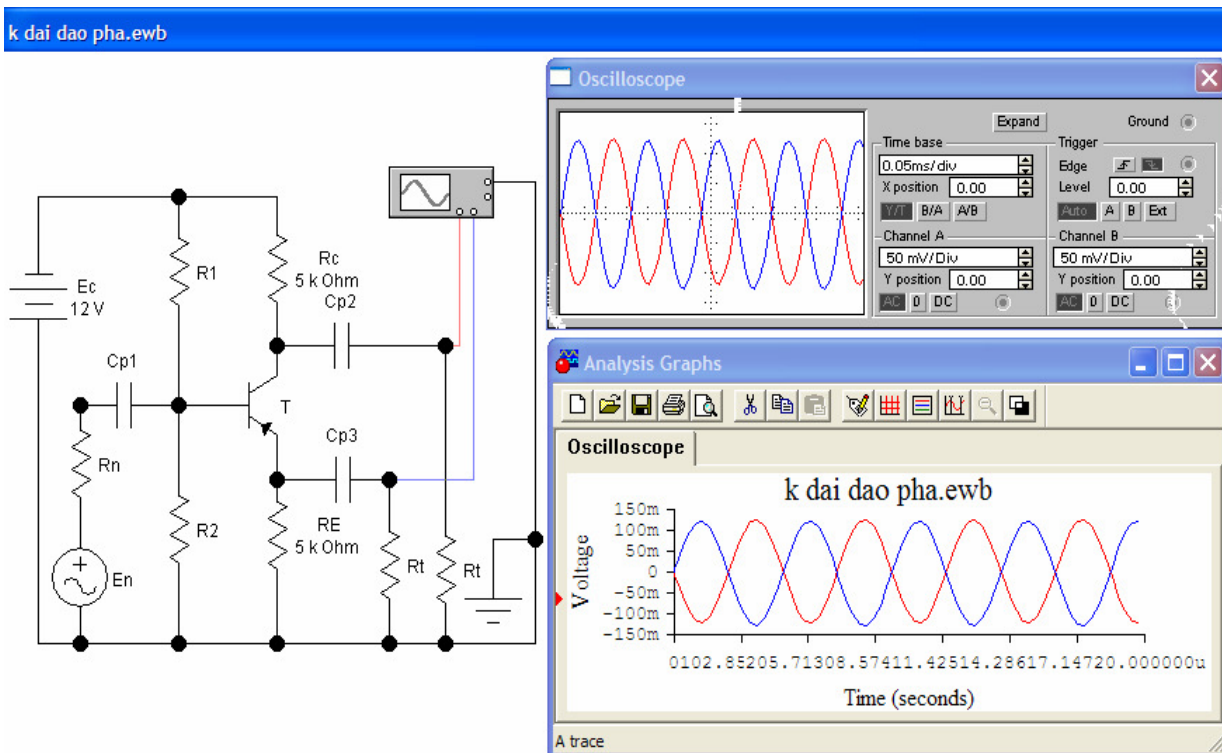 k dai dao pha.ewb
Oscilloscope
Expand
Ground
Time base
0.05ms/div
X position 0.00
Y/T B/A A/B
Trigger
Edge
Level 0.00
Auto A B Ext
Channel A
50 mV/Div
Y position 0.00
AC 0 DC
Channel B
50 mV/Div
Y position 0.00
AC 0 DC
R1
Rc
5 k Ohm
Ec
12 V
Cp2
Cp1
T
Cp3
Rn
R2
RE
5 k Ohm
En
Rt
Rt
Analysis Graphs
Oscilloscope
k dai dao pha.ewb
Voltage
150m
100m
50m
0
-50m
-100m
-150m
0102.85205.71308.57411.42514.28617.14720.000000u
Time (seconds)
A trace